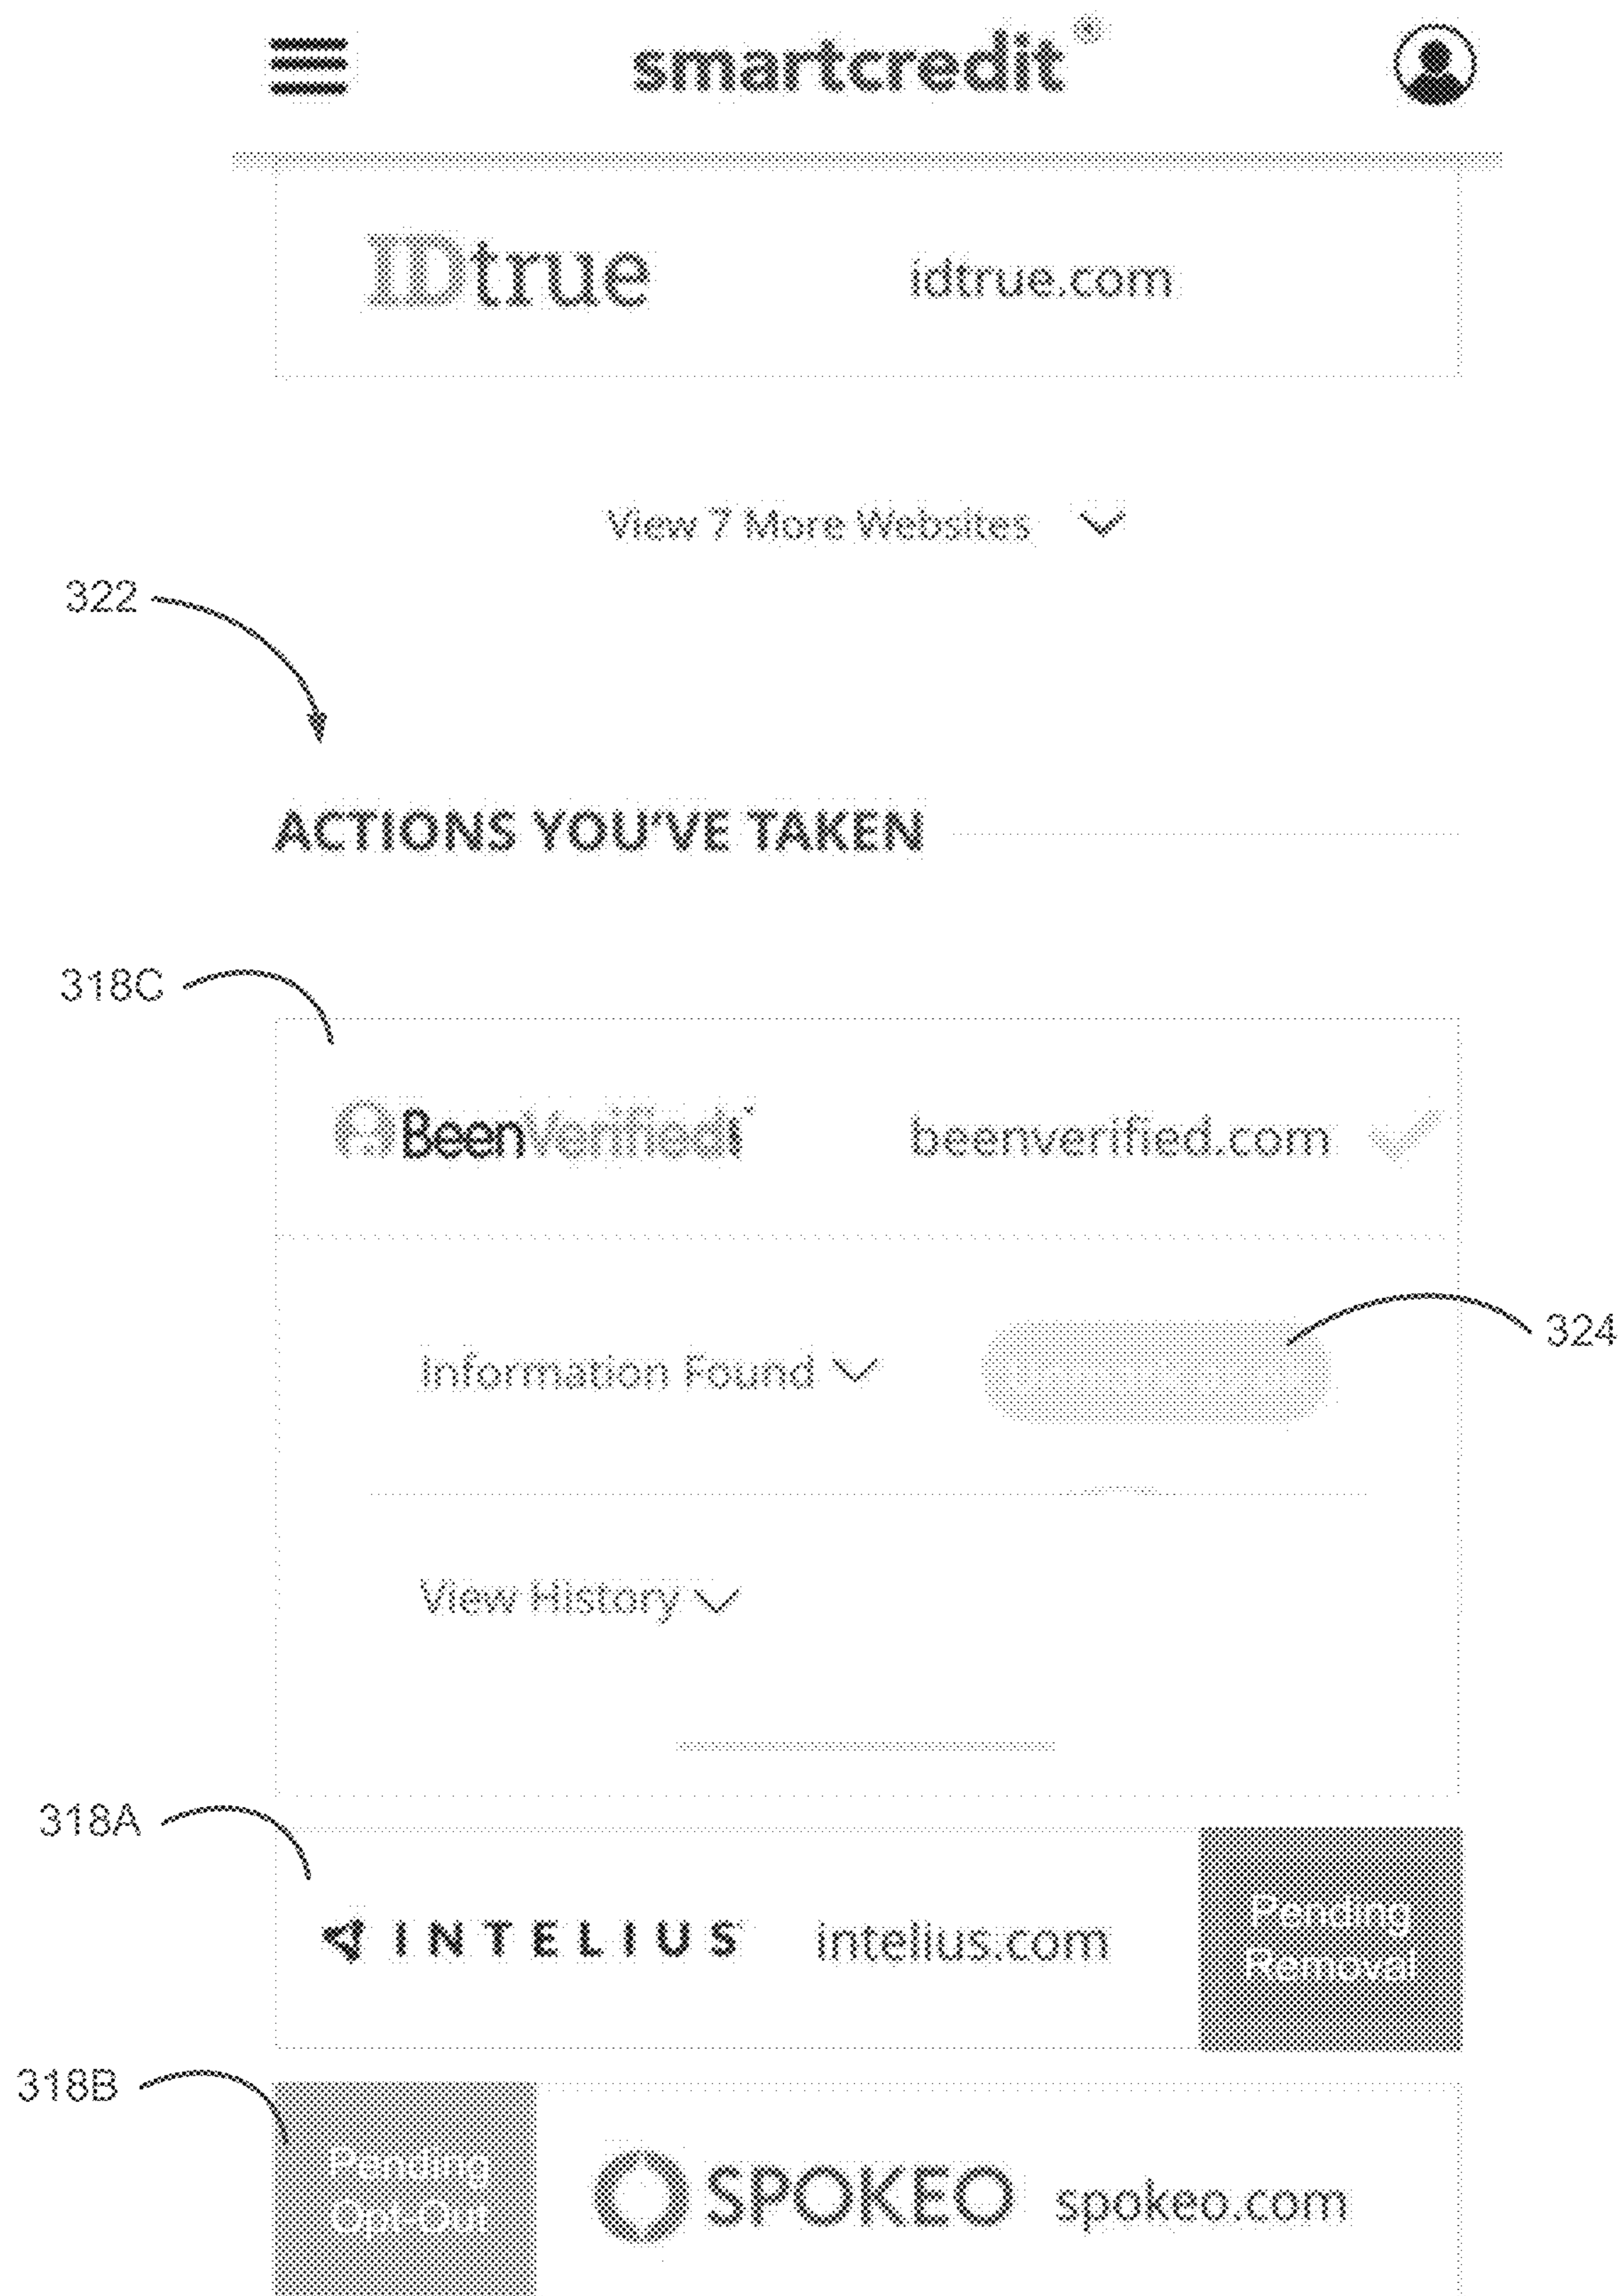 smartcredit®
IDtrue idtrue.com
View 7 More Websites
322
ACTIONS YOU'VE TAKEN
318C
BeenVerified beenverified.com
Information Found
324
View History
318A
INTELIUS intelius.com
Pending
Removal
318B
Pending
Opt-Out
SPOKEO spokeo.com